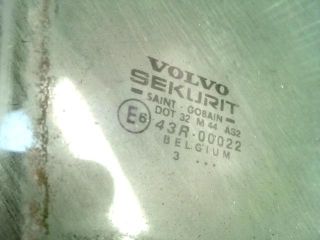 VOLVO
SEKURIT
SAINT-GOBAIN
DOT 32 M 44 AS2
E6 43R-00022
BELGIUM
3 ...